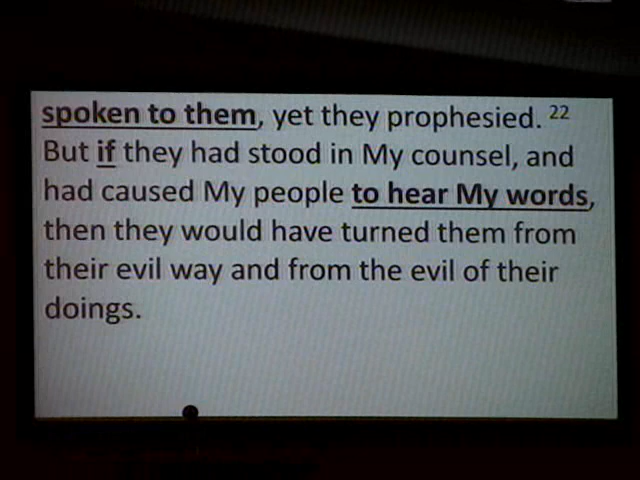 spoken to them, yet they prophesied. 22
But if they had stood in My counsel, and
had caused My people to hear My words,
then they would have turned them from
their evil way and from the evil of their
doings.